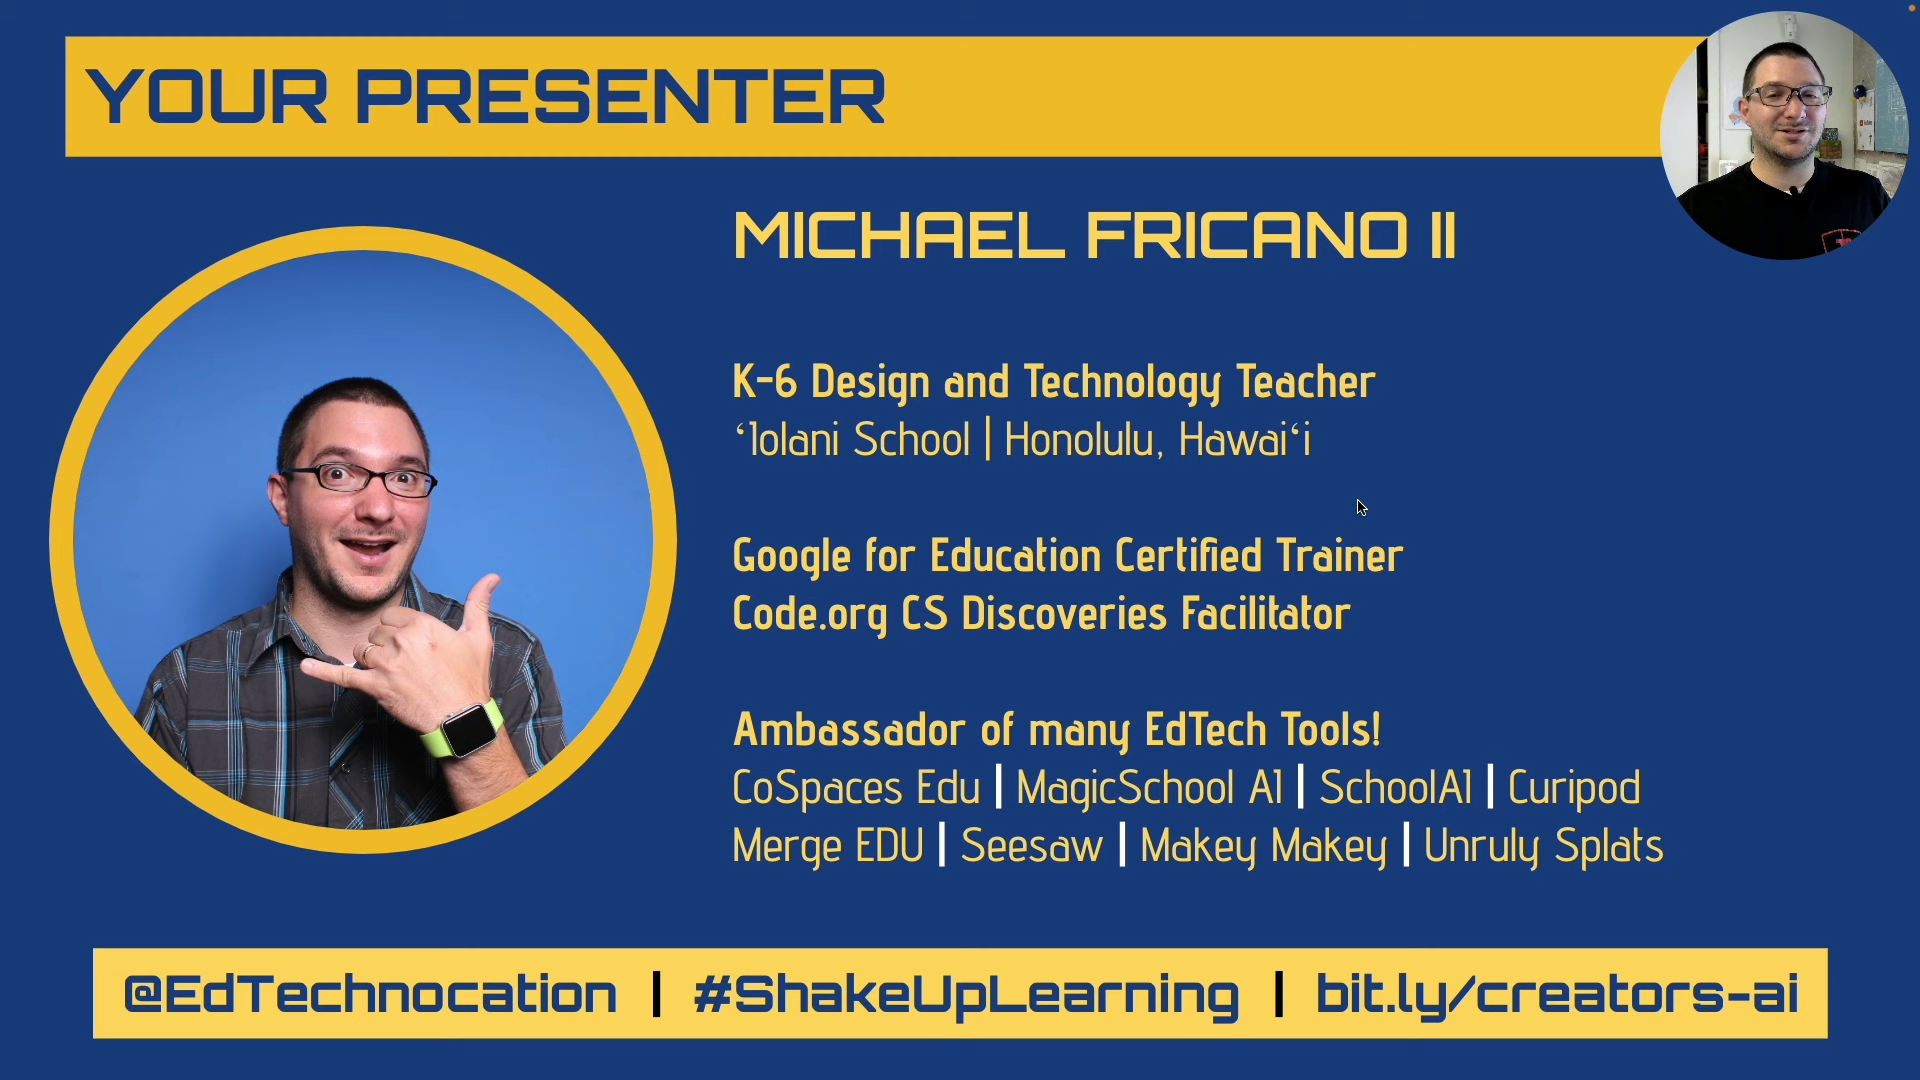 YOUR PRESENTER
MICHAEL FRICANO II
K-6 Design and Technology Teacher
ʻIolani School | Honolulu, Hawaiʻi
Google for Education Certified Trainer
Code.org CS Discoveries Facilitator
Ambassador of many EdTech Tools!
CoSpaces Edu | MagicSchool AI | SchoolAI | Curipod
Merge EDU | Seesaw | Makey Makey | Unruly Splats
@EdTechnocation | #ShakeUpLearning | bit.ly/creators-ai